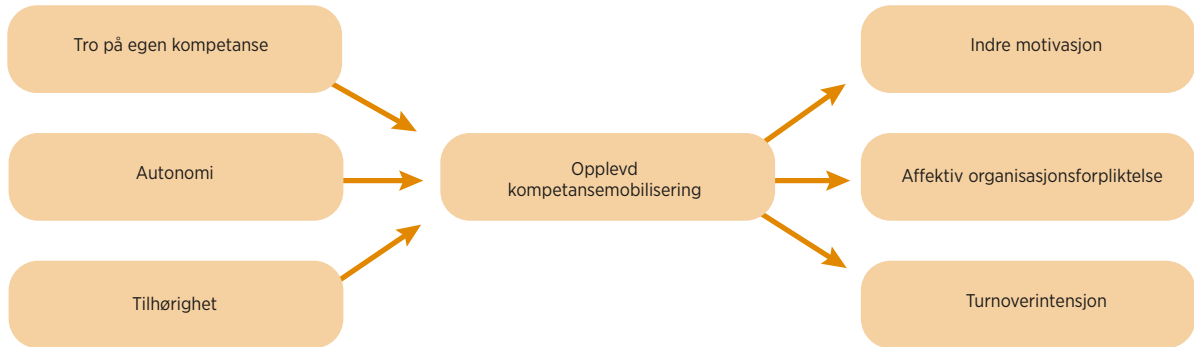 Tro på egen kompetanse
Autonomi
Tilhørighet
Opplevd
kompetansemobilisering
Indre motivasjon
Affektiv organisasjonsforpliktelse
Turnoverintensjon